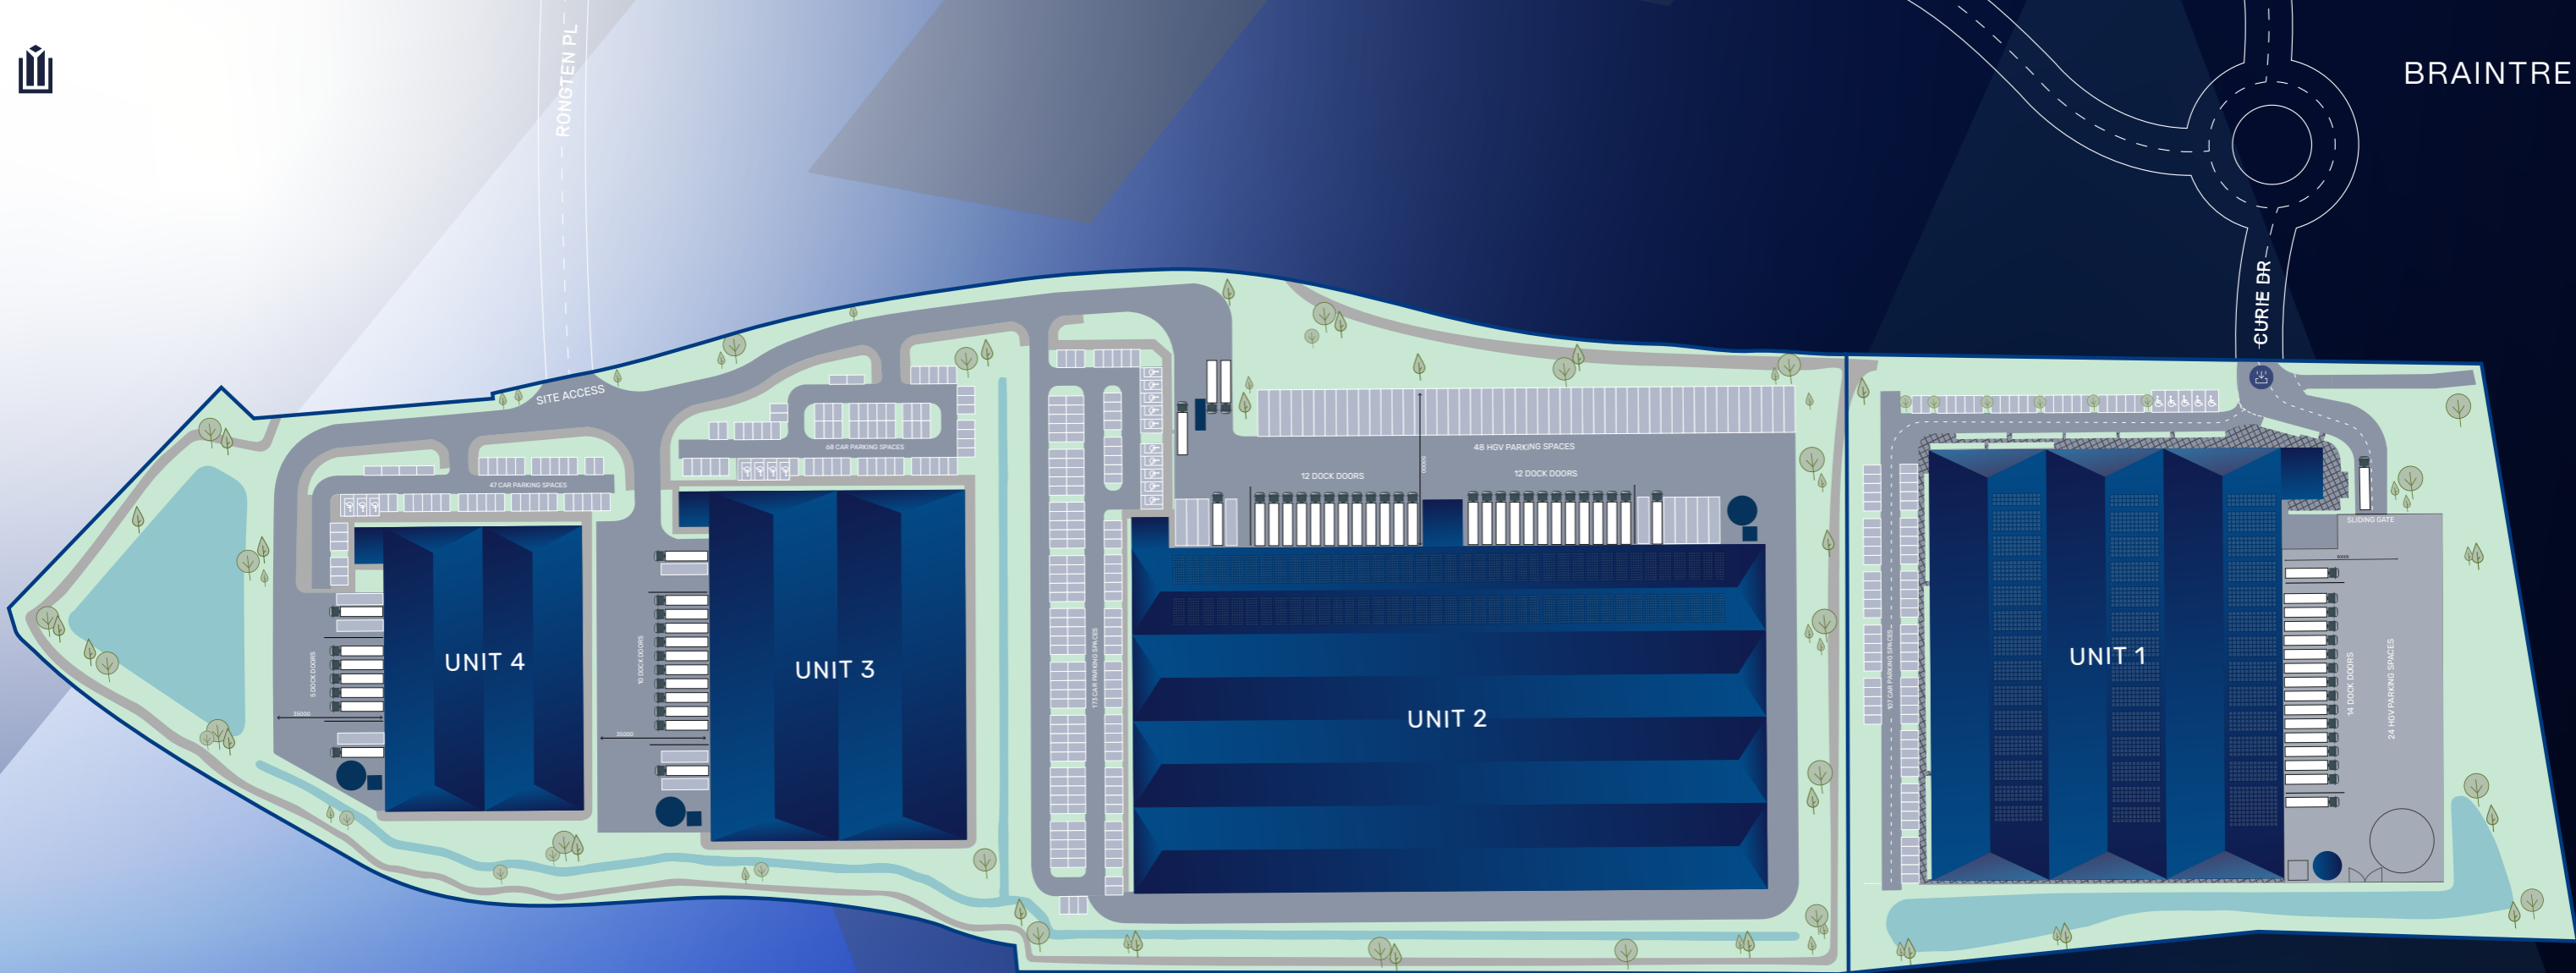 RONGTEN PL
BRAINTRE
CURIE DR
SITE ACCESS
68 CAR PARKING SPACES
48 HGV PARKING SPACES
12 DOCK DOORS
12 DOCK DOORS
47 CAR PARKING SPACES
SLIDING GATE
5 DOCK DOORS
10 DOCK DOORS
173 CAR PARKING SPACES
107 CAR PARKING SPACES
14 DOCK DOORS
24 HGV PARKING SPACES
UNIT 4
UNIT 3
UNIT 2
UNIT 1
35000
35000